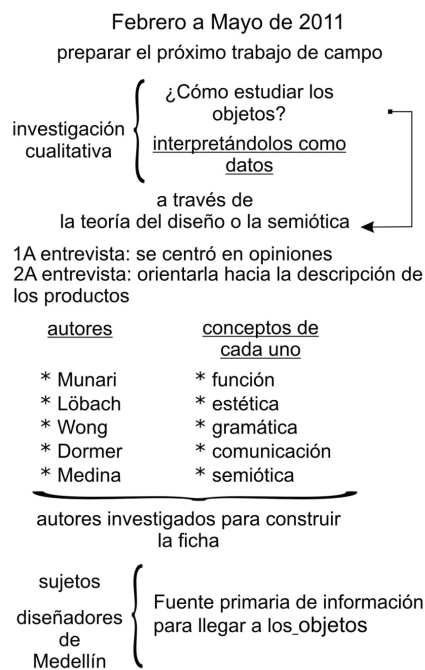 Febrero a Mayo de 2011
preparar el próximo trabajo de campo
investigación
cualitativa
¿Cómo estudiar los
objetos?
interpretándolos como
datos
a través de
la teoría del diseño o la semiótica
1A entrevista: se centró en opiniones
2A entrevista: orientarla hacia la descripción de
los productos
autores
* Munari
* Löbach
* Wong
* Dormer
* Medina
conceptos de
cada uno
* función
* estética
* gramática
* comunicación
* semiótica
autores investigados para construir
la ficha
sujetos
diseñadores
de
Medellín
Fuente primaria de información
para llegar a los objetos